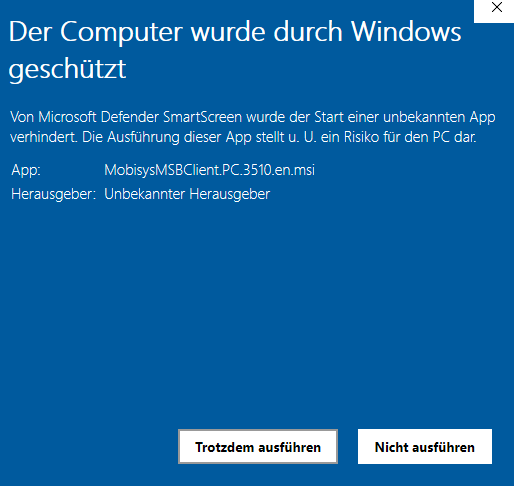 Der Computer wurde durch Windows
geschützt
Von Microsoft Defender SmartScreen wurde der Start einer unbekannten App
verhindert. Die Ausführung dieser App stellt u. U. ein Risiko für den PC dar.
App: MobisysMSBClient.PC.3510.en.msi
Herausgeber: Unbekannter Herausgeber
Trotzdem ausführen Nicht ausführen